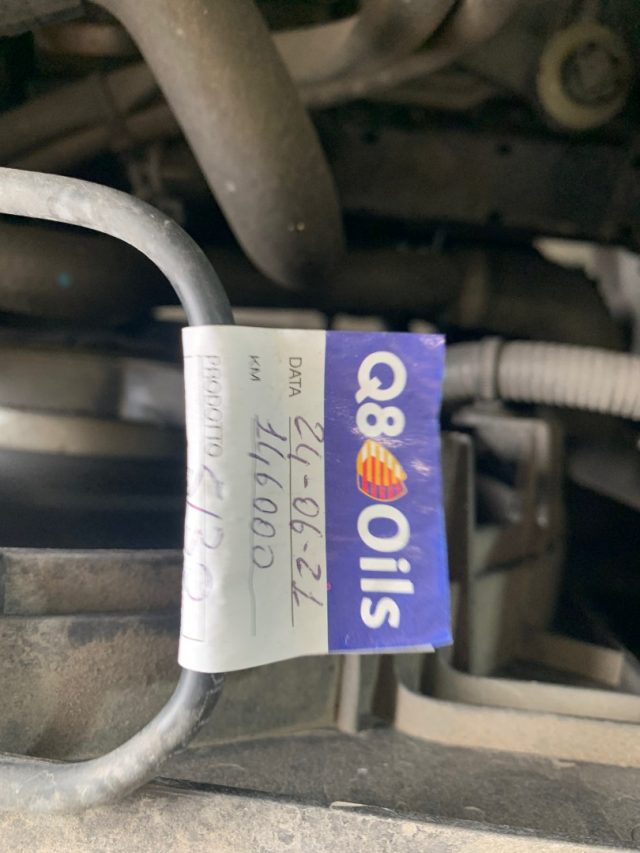 Q8 Oils
DATA 24-06-21
KM 146000
PRODOTTO